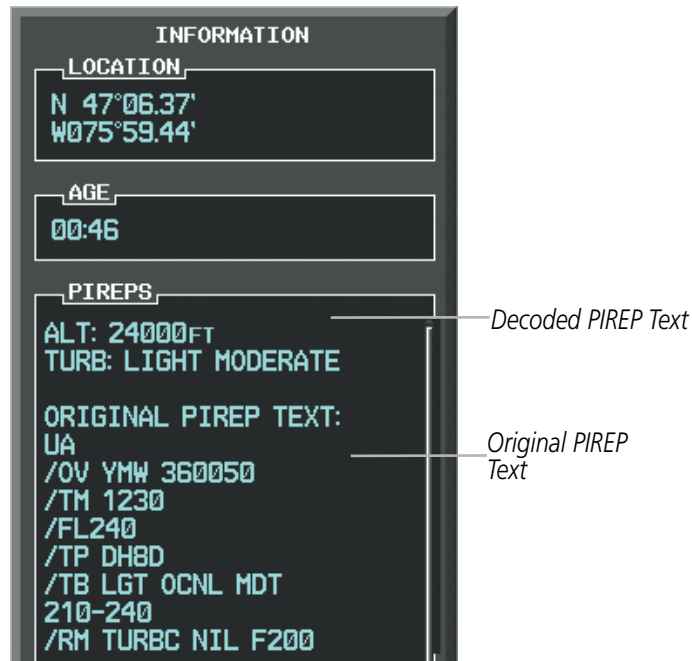 INFORMATION
LOCATION
N 47°06.37'
W075°59.44'
AGE
00:46
PIREPS
ALT: 24000FT
TURB: LIGHT MODERATE
ORIGINAL PIREP TEXT:
UA
/OV YMW 360050
/TM 1230
/FL240
/TP DH8D
/TB LGT OCNL MDT
210-240
/RM TURBC NIL F200
Decoded PIREP Text
Original PIREP
Text